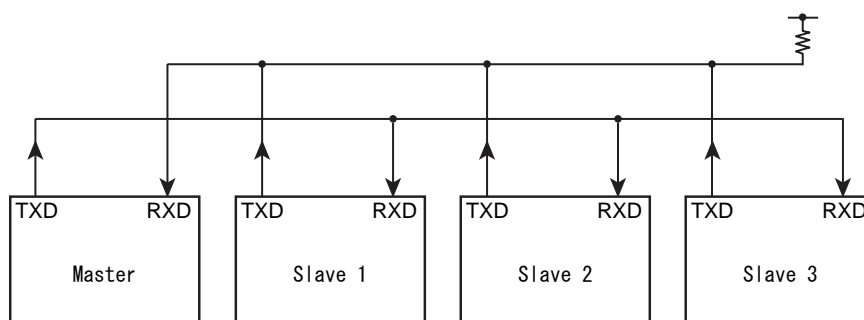 TXD RXD TXD RXD TXD RXD TXD RXD
Master Slave 1 Slave 2 Slave 3